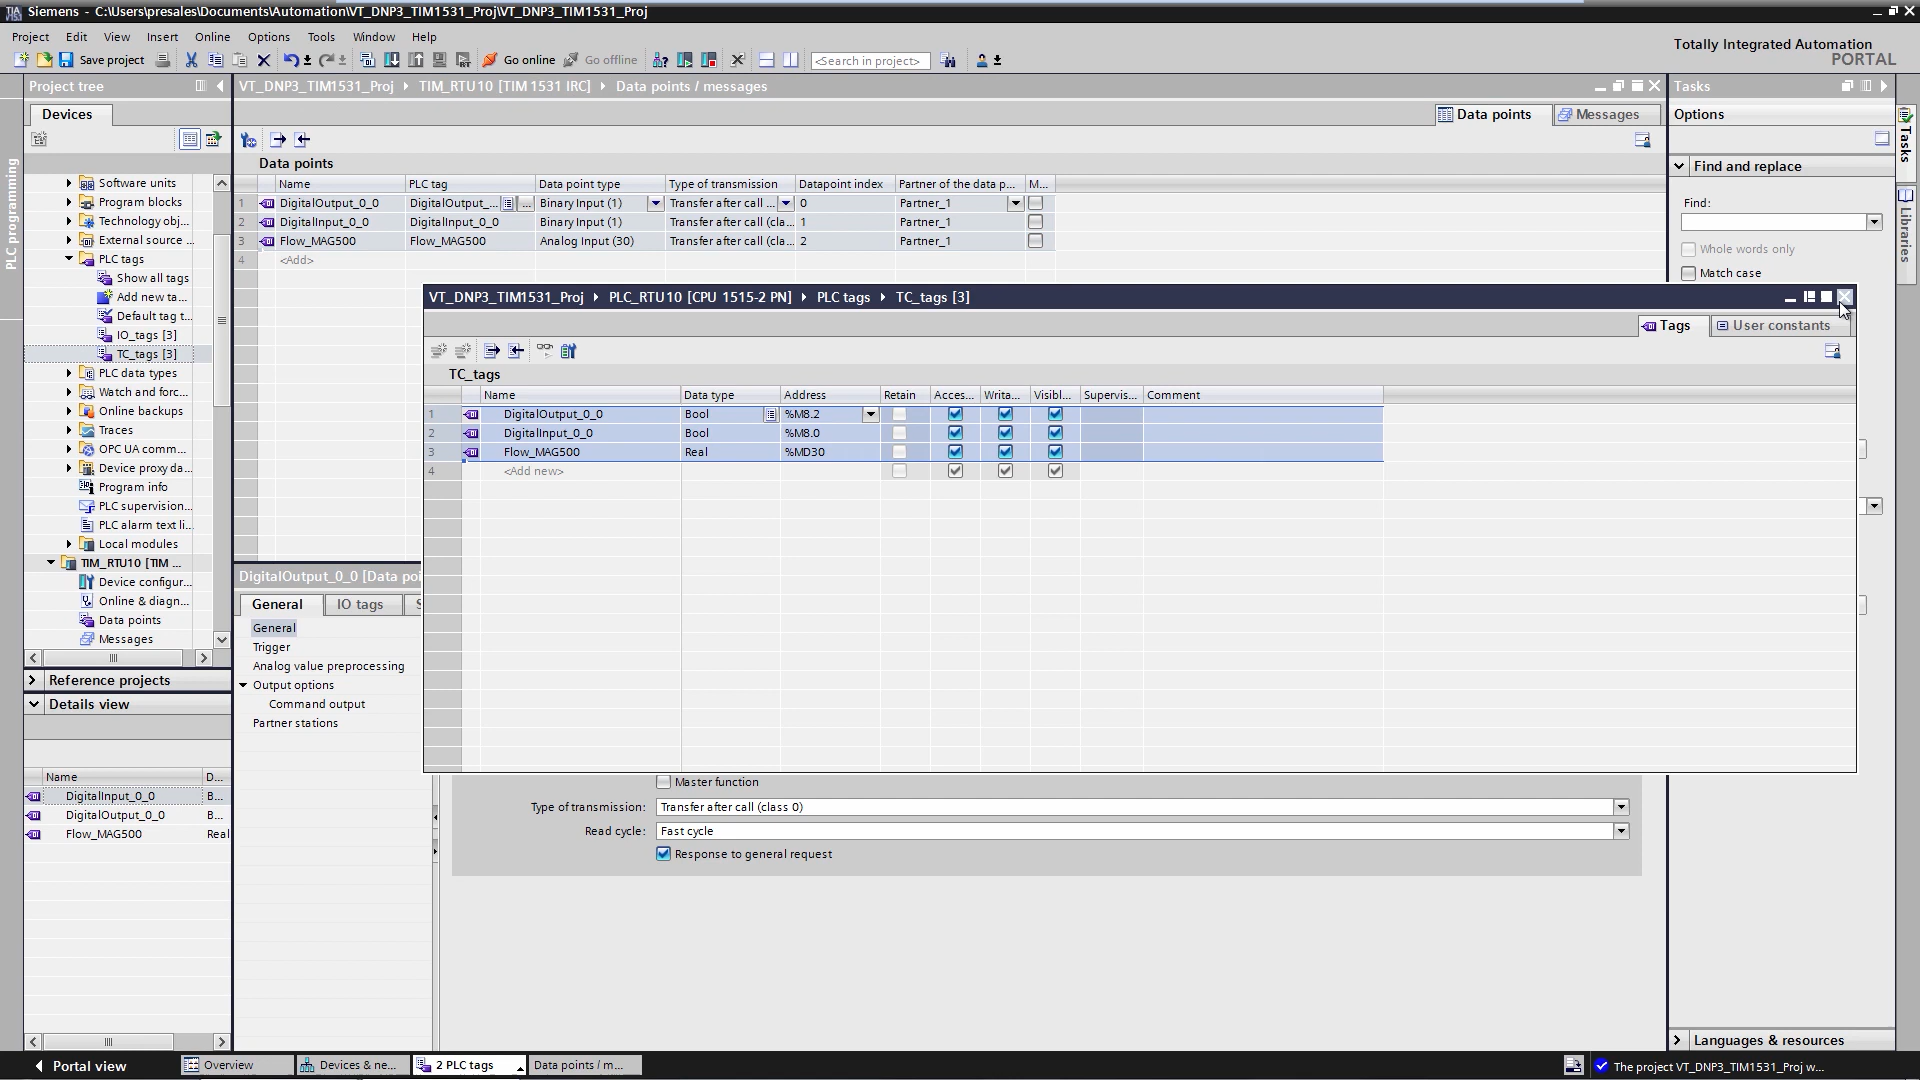 Siemens - C:\Users\presales\Documents\Automation\VT_DNP3_TIM1531_Proj\VT_DNP3_TIM1531_Proj
Project Edit View Insert Online Options Tools Window Help
Totally Integrated Automation
PORTAL
Save project
Go online
Go offline
<Search in project>
Project tree
VT_DNP3_TIM1531_Proj TIM_RTU10 [TIM 1531 IRC] Data points / messages
Tasks
Devices
Data points
Messages
Options
PLC programming
Tasks
Libraries
Software units
Program blocks
Technology obj...
External source ...
PLC tags
Show all tags
Add new ta...
Default tag t...
IO_tags [3]
TC_tags [3]
PLC data types
Watch and forc...
Online backups
Traces
OPC UA comm...
Device proxy da...
Program info
PLC supervision...
PLC alarm text li...
Local modules
TIM_RTU10 [TIM ...
Device configur...
Online & diagn...
Data points
Messages
Reference projects
Details view
Name D...
DigitalInput_0_0 B...
DigitalOutput_0_0 B...
Flow_MAG500 Real
Data points
Name PLC tag Data point type Type of transmission Datapoint index Partner of the data p... M...
1 DigitalOutput_0_0 DigitalOutput_... ... Binary Input (1) Transfer after call ... 0 Partner_1
2 DigitalInput_0_0 DigitalInput_0_0 Binary Input (1) Transfer after call (cla... 1 Partner_1
3 Flow_MAG500 Flow_MAG500 Analog Input (30) Transfer after call (cla... 2 Partner_1
4 <Add>
VT_DNP3_TIM1531_Proj PLC_RTU10 [CPU 1515-2 PN] PLC tags TC_tags [3]
Tags
User constants
TC_tags
Name Data type Address Retain Acces... Writa... Visibl... Supervis... Comment
1 DigitalOutput_0_0 Bool %M8.2
2 DigitalInput_0_0 Bool %M8.0
3 Flow_MAG500 Real %MD30
4 <Add new>
DigitalOutput_0_0 [Data poi
General
IO tags
General
Trigger
Analog value preprocessing
Output options
Command output
Partner stations
Master function
Type of transmission: Transfer after call (class 0)
Read cycle: Fast cycle
Response to general request
Find and replace
Find:
Whole words only
Match case
Languages & resources
Portal view
Overview
Devices & ne...
2 PLC tags
Data points / m...
The project VT_DNP3_TIM1531_Proj w...